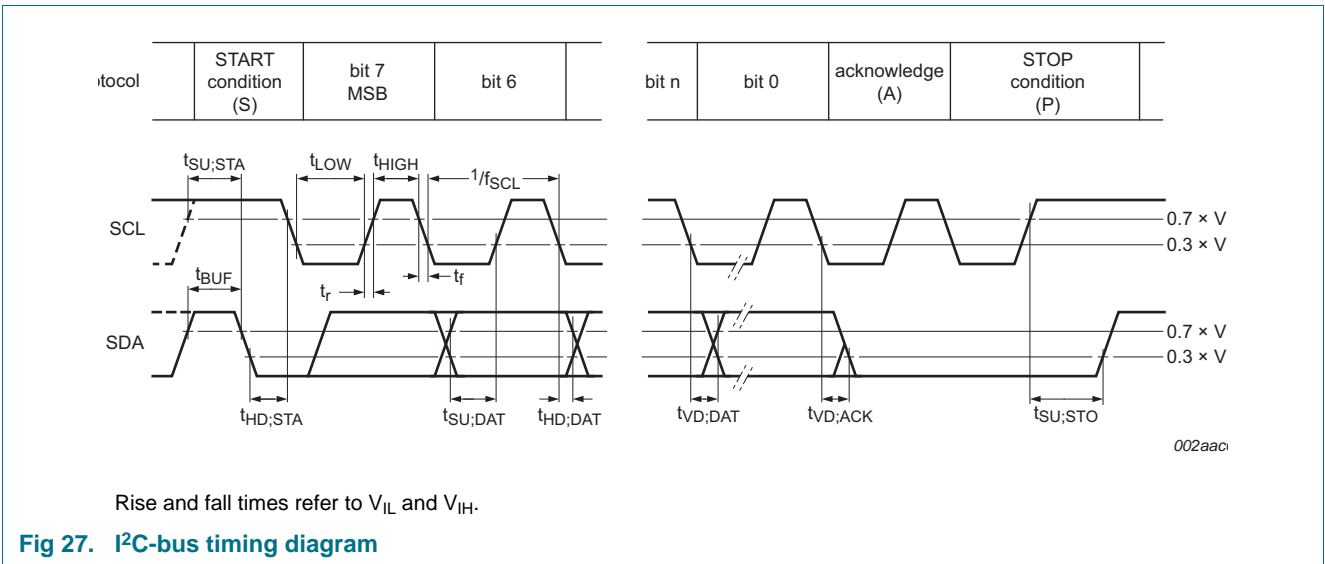 otocol
START condition (S)
bit 7 MSB
bit 6
bit n
bit 0
acknowledge (A)
STOP condition (P)
tSU;STA
tLOW
tHIGH
1/fSCL
SCL
0.7 × V
0.3 × V
tBUF
tr
tf
SDA
0.7 × V
0.3 × V
tHD;STA
tSU;DAT
tHD;DAT
tVD;DAT
tVD;ACK
tSU;STO
002aac
Rise and fall times refer to VIL and VIH.
Fig 27. I²C-bus timing diagram